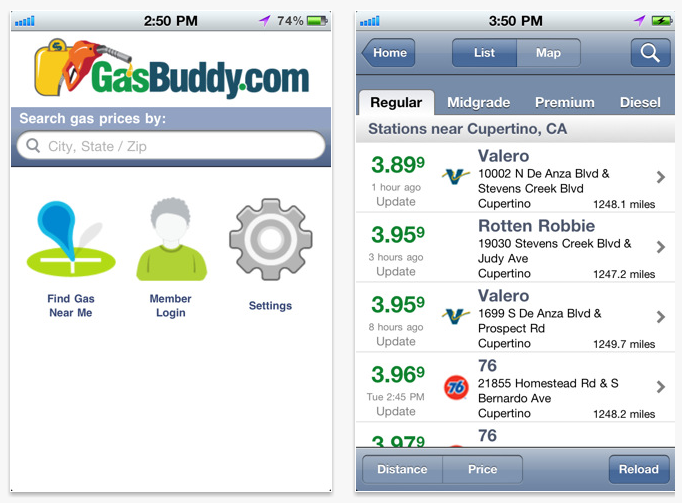 2:50 PM
74%
GasBuddy.com
Search gas prices by:
City, State / Zip
Find Gas
Near Me
Member
Login
Settings
3:50 PM
Home
List
Map
Regular
Midgrade
Premium
Diesel
Stations near Cupertino, CA
3.89⁹
1 hour ago
Update
Valero
10002 N De Anza Blvd &
Stevens Creek Blvd
Cupertino
1248.1 miles
3.95⁹
3 hours ago
Update
Rotten Robbie
19030 Stevens Creek Blvd &
Judy Ave
Cupertino
1247.2 miles
3.95⁹
8 hours ago
Update
Valero
1699 S De Anza Blvd &
Prospect Rd
Cupertino
1249.7 miles
3.96⁹
Tue 2:45 PM
Update
76
76
21855 Homestead Rd & S
Bernardo Ave
Cupertino
1248.2 miles
3.97⁹
76
Distance
Price
Reload